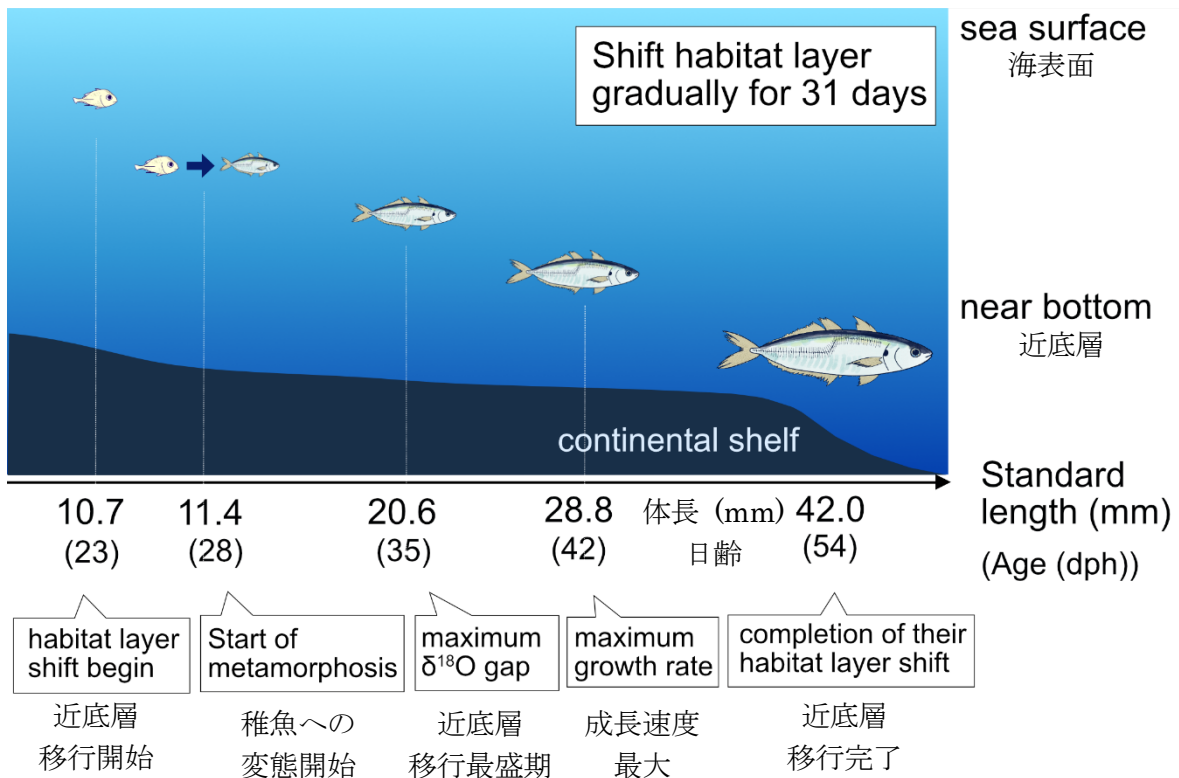 Shift habitat layer
gradually for 31 days
sea surface
海表面
near bottom
近底層
continental shelf
10.7 11.4 20.6 28.8 体長 (mm) 42.0
(23) (28) (35) (42) 日齢 (54)
Standard
length (mm)
(Age (dph))
habitat layer
shift begin
Start of
metamorphosis
maximum
δ¹⁸O gap
maximum
growth rate
completion of their
habitat layer shift
近底層
移行開始
稚魚への
変態開始
近底層
移行最盛期
成長速度
最大
近底層
移行完了